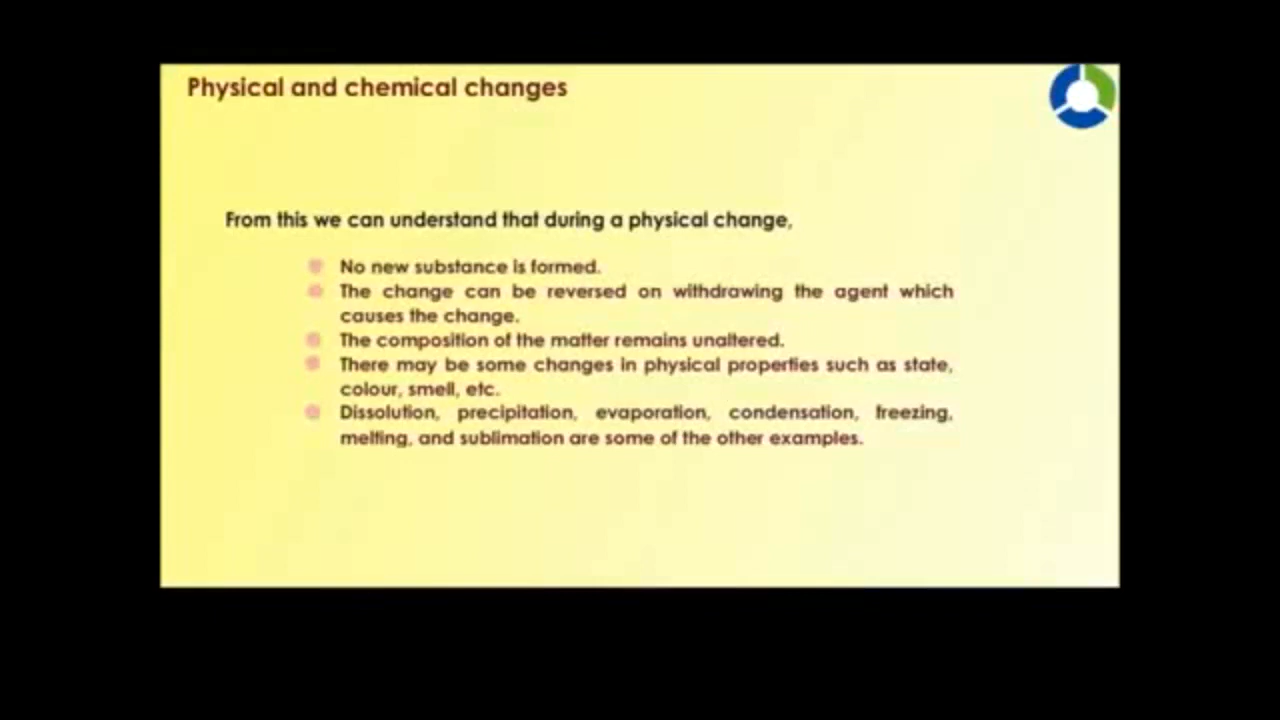 Physical and chemical changes
From this we can understand that during a physical change,
No new substance is formed.
The change can be reversed on withdrawing the agent which
causes the change.
The composition of the matter remains unaltered.
There may be some changes in physical properties such as state,
colour, smell, etc.
Dissolution, precipitation, evaporation, condensation, freezing,
melting, and sublimation are some of the other examples.